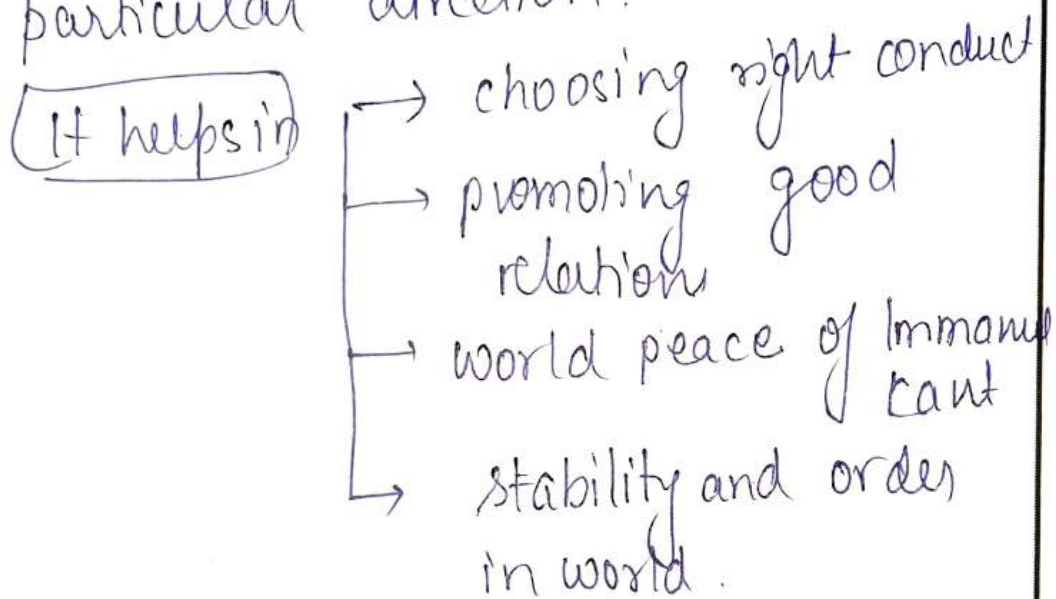 particular direction.
It helps in
→ choosing right conduct
→ promoting good
relations
→ world peace of Immanuel
Kant
→ stability and order
in world.